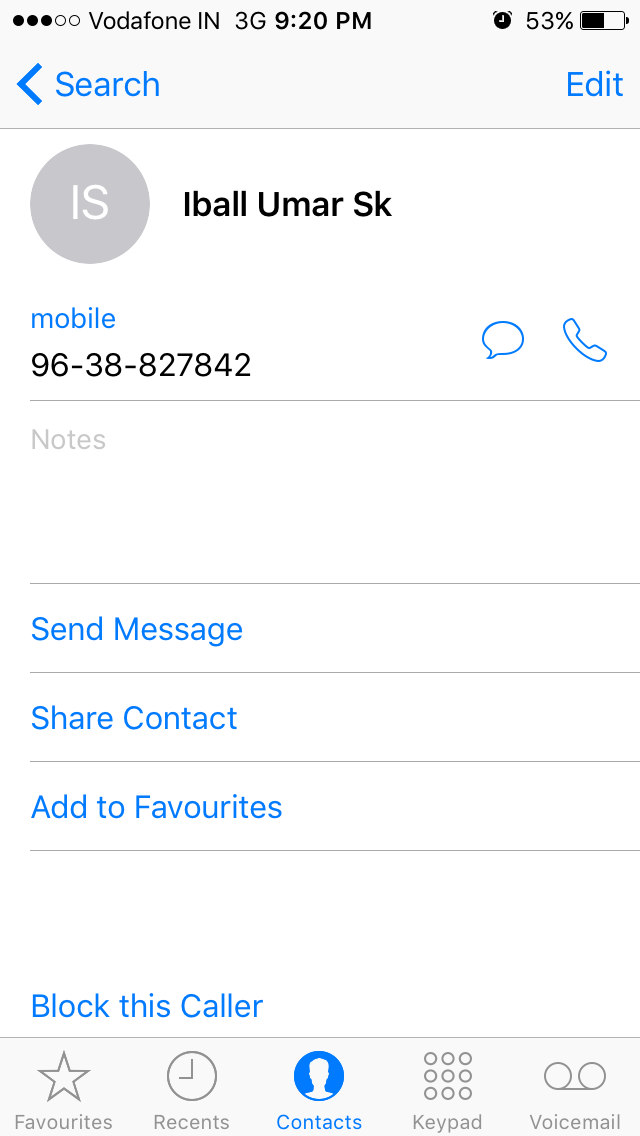 Vodafone IN 3G 9:20 PM 53%
Search Edit
IS Iball Umar Sk
mobile
96-38-827842
Notes
Send Message
Share Contact
Add to Favourites
Block this Caller
Favourites Recents Contacts Keypad Voicemail